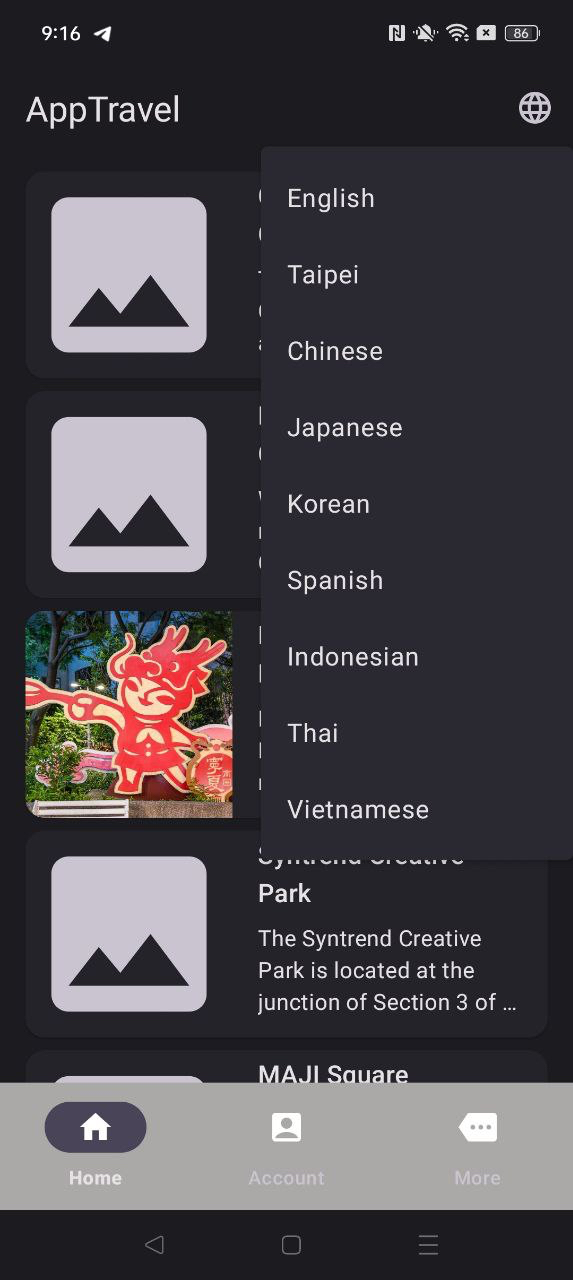 9:16
86
AppTravel
English
Taipei
Chinese
Japanese
Korean
Spanish
Indonesian
Thai
Vietnamese
Syntrend Creative
Park
The Syntrend Creative
Park is located at the
junction of Section 3 of ...
MAJI Square
Home
Account
More